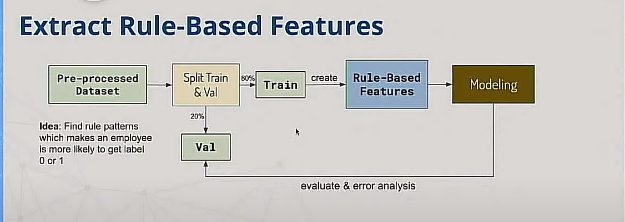 Extract Rule-Based Features
Pre-processed
Dataset
Split Train
& Val
80%
Train
create
Rule-Based
Features
Modeling
20%
Val
Idea: Find rule patterns
which makes an employee
is more likely to get label
0 or 1
evaluate & error analysis